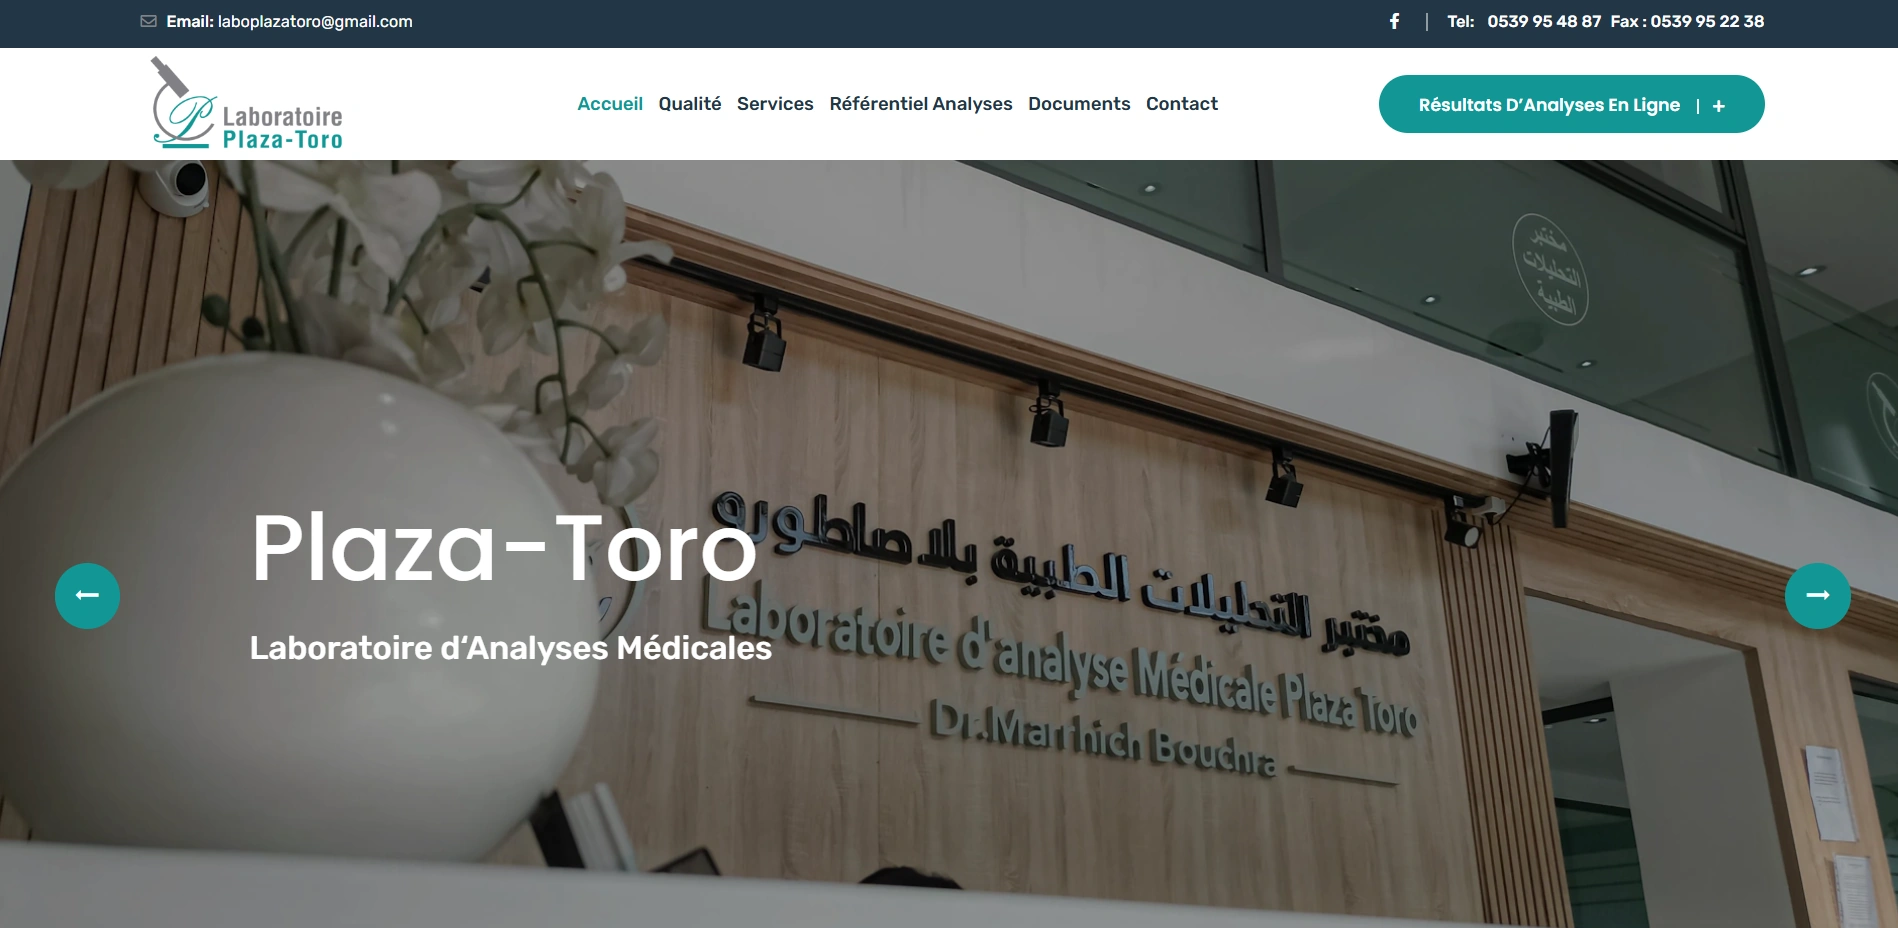 Email: laboplazatoro@gmail.com
Tel: 0539 95 48 87 Fax : 0539 95 22 38
Laboratoire
Plaza-Toro
Accueil Qualité Services Référentiel Analyses Documents Contact
Résultats D’Analyses En Ligne | +
مختبر
التحليلات
الطبية
Plaza-Toro
Laboratoire d‘Analyses Médicales
مختبر التحليلات الطبية بلاصاطورو
Laboratoire d'analyse Médicale Plaza Toro
Dr.Marrhich Bouchra